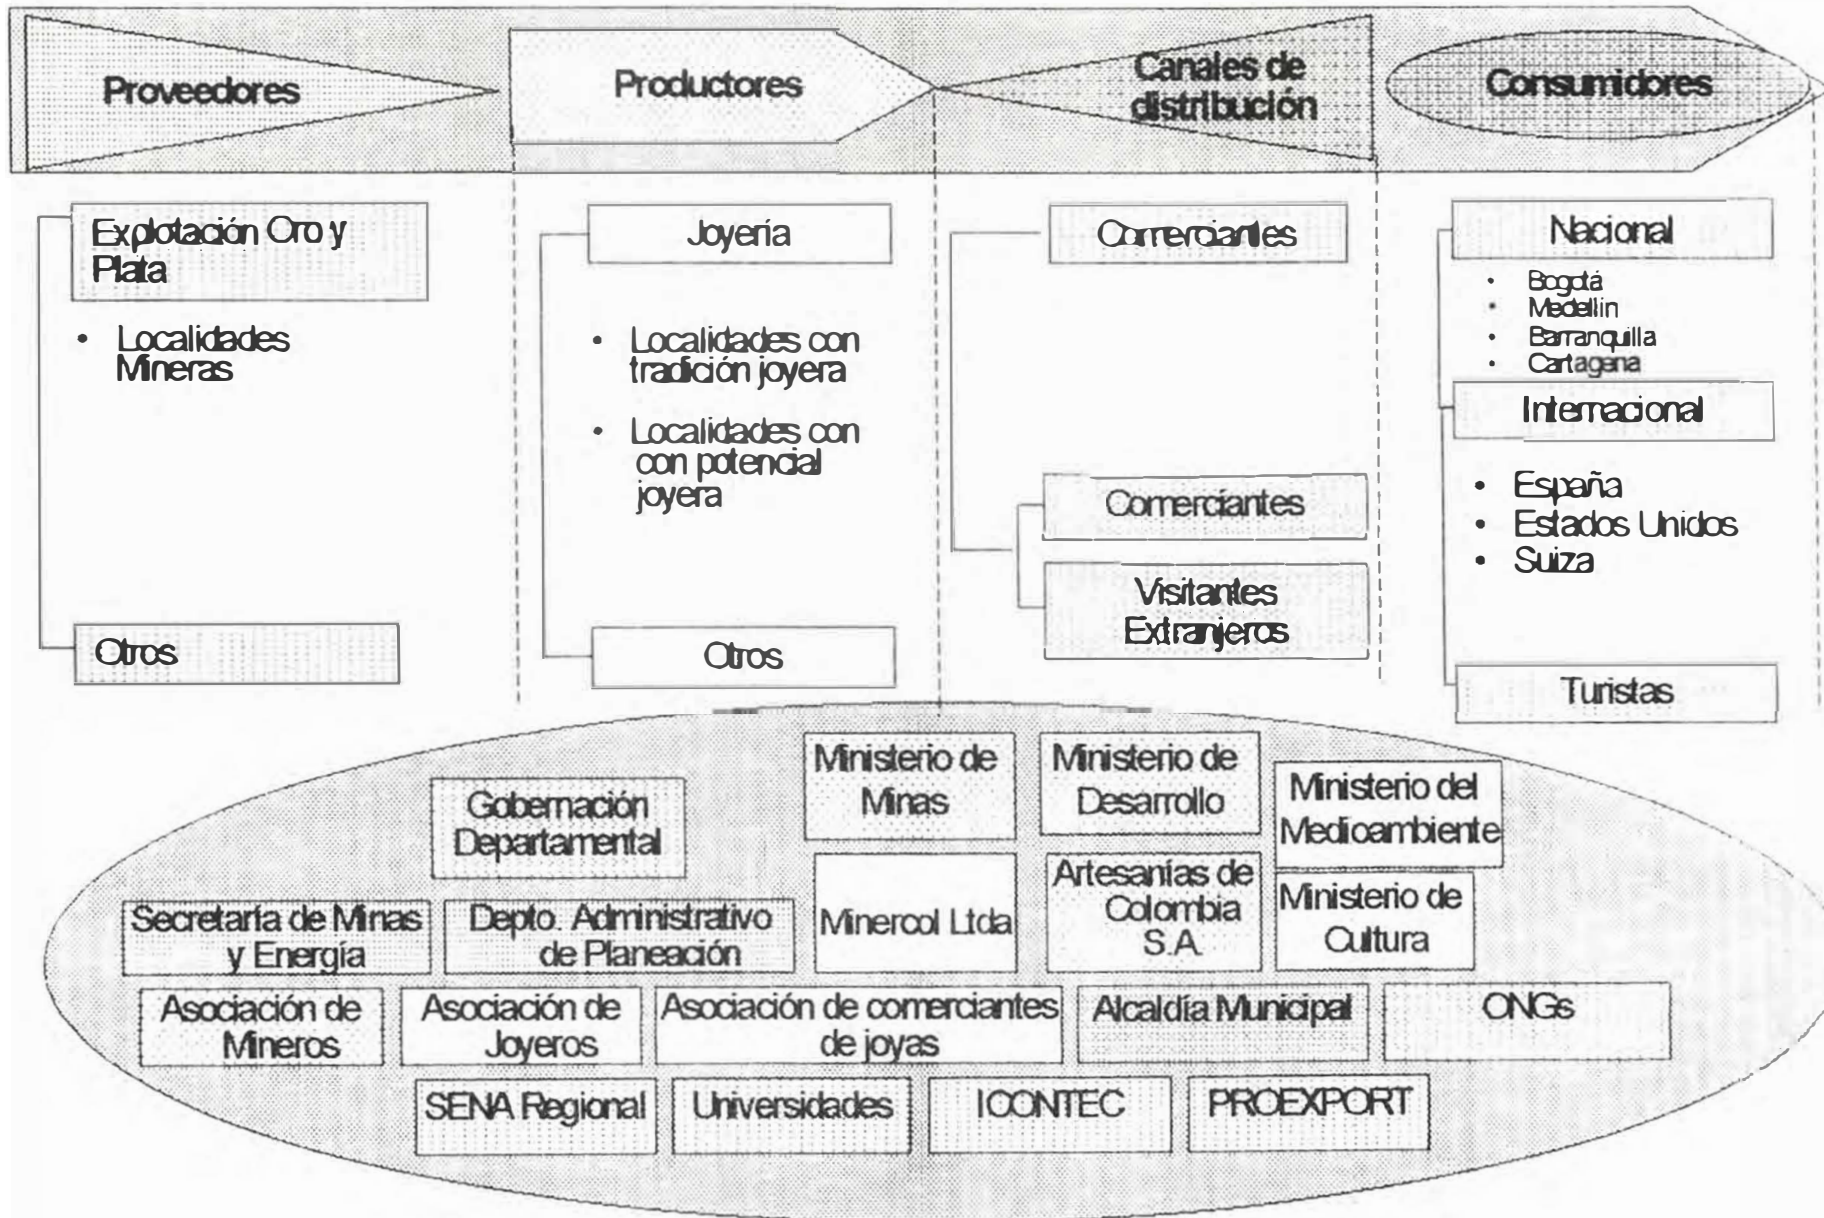 Proveedores
Productores
Canales de
distribución
Consumidores
Explotación Oro y
Plata
• Localidades
Mineras
Otros
Joyería
• Localidades con
tradición joyera
• Localidades con
con potencial
joyera
Otros
Comerciantes
Comerciantes
Visitantes
Extranjeros
Nacional
• Bogotá
• Medellín
• Barranquilla
• Cartagena
Internacional
• España
• Estados Unidos
• Suiza
Turistas
Gobernación
Departamental
Ministerio de
Minas
Ministerio de
Desarrollo
Ministerio del
Medioambiente
Secretaría de Minas
y Energía
Depto. Administrativo
de Planeación
Minercol Ltda
Artesanías de
Colombia
S.A.
Ministerio de
Cultura
Asociación de
Mineros
Asociación de
Joyeros
Asociación de comerciantes
de joyas
Alcaldía Municipal
ONGs
SENA Regional
Universidades
ICONTEC
PROEXPORT